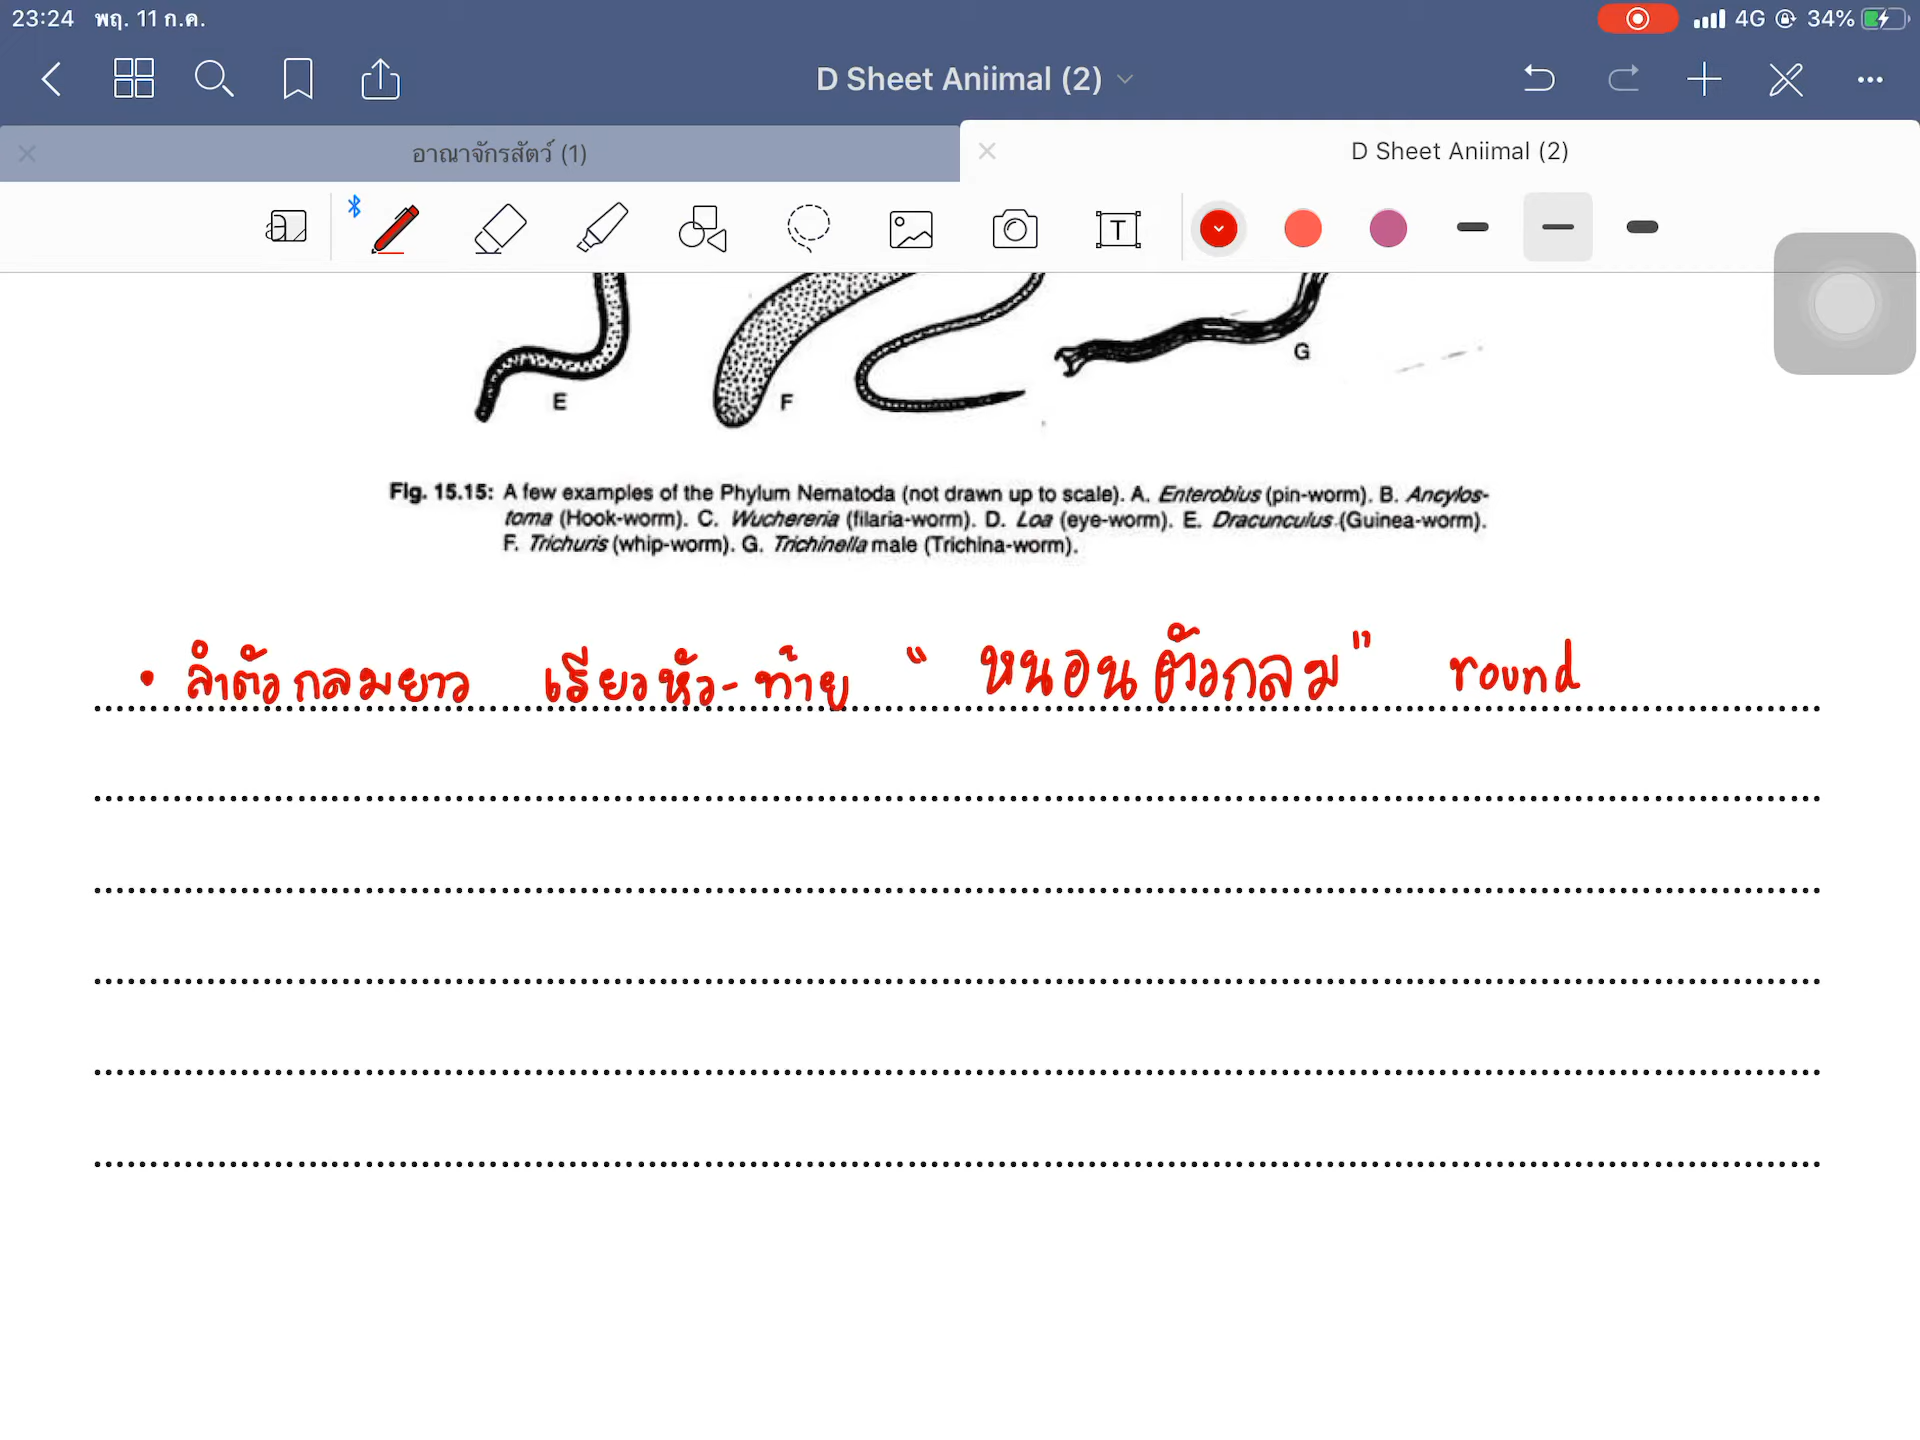 23:24 พฤ. 11 ก.ค. 4G 34%
D Sheet Aniimal (2)
อาณาจักรสัตว์ (1) D Sheet Aniimal (2)
T
G
E F
Fig. 15.15: A few examples of the Phylum Nematoda (not drawn up to scale). A. Enterobius (pin-worm). B. Ancylos-
toma (Hook-worm). C. Wuchereria (filaria-worm). D. Loa (eye-worm). E. Dracunculus (Guinea-worm).
F. Trichuris (whip-worm). G. Trichinella male (Trichina-worm).
• ลำตัวกลมยาว เรียวหัว-ท้าย " หนอนตัวกลม " round